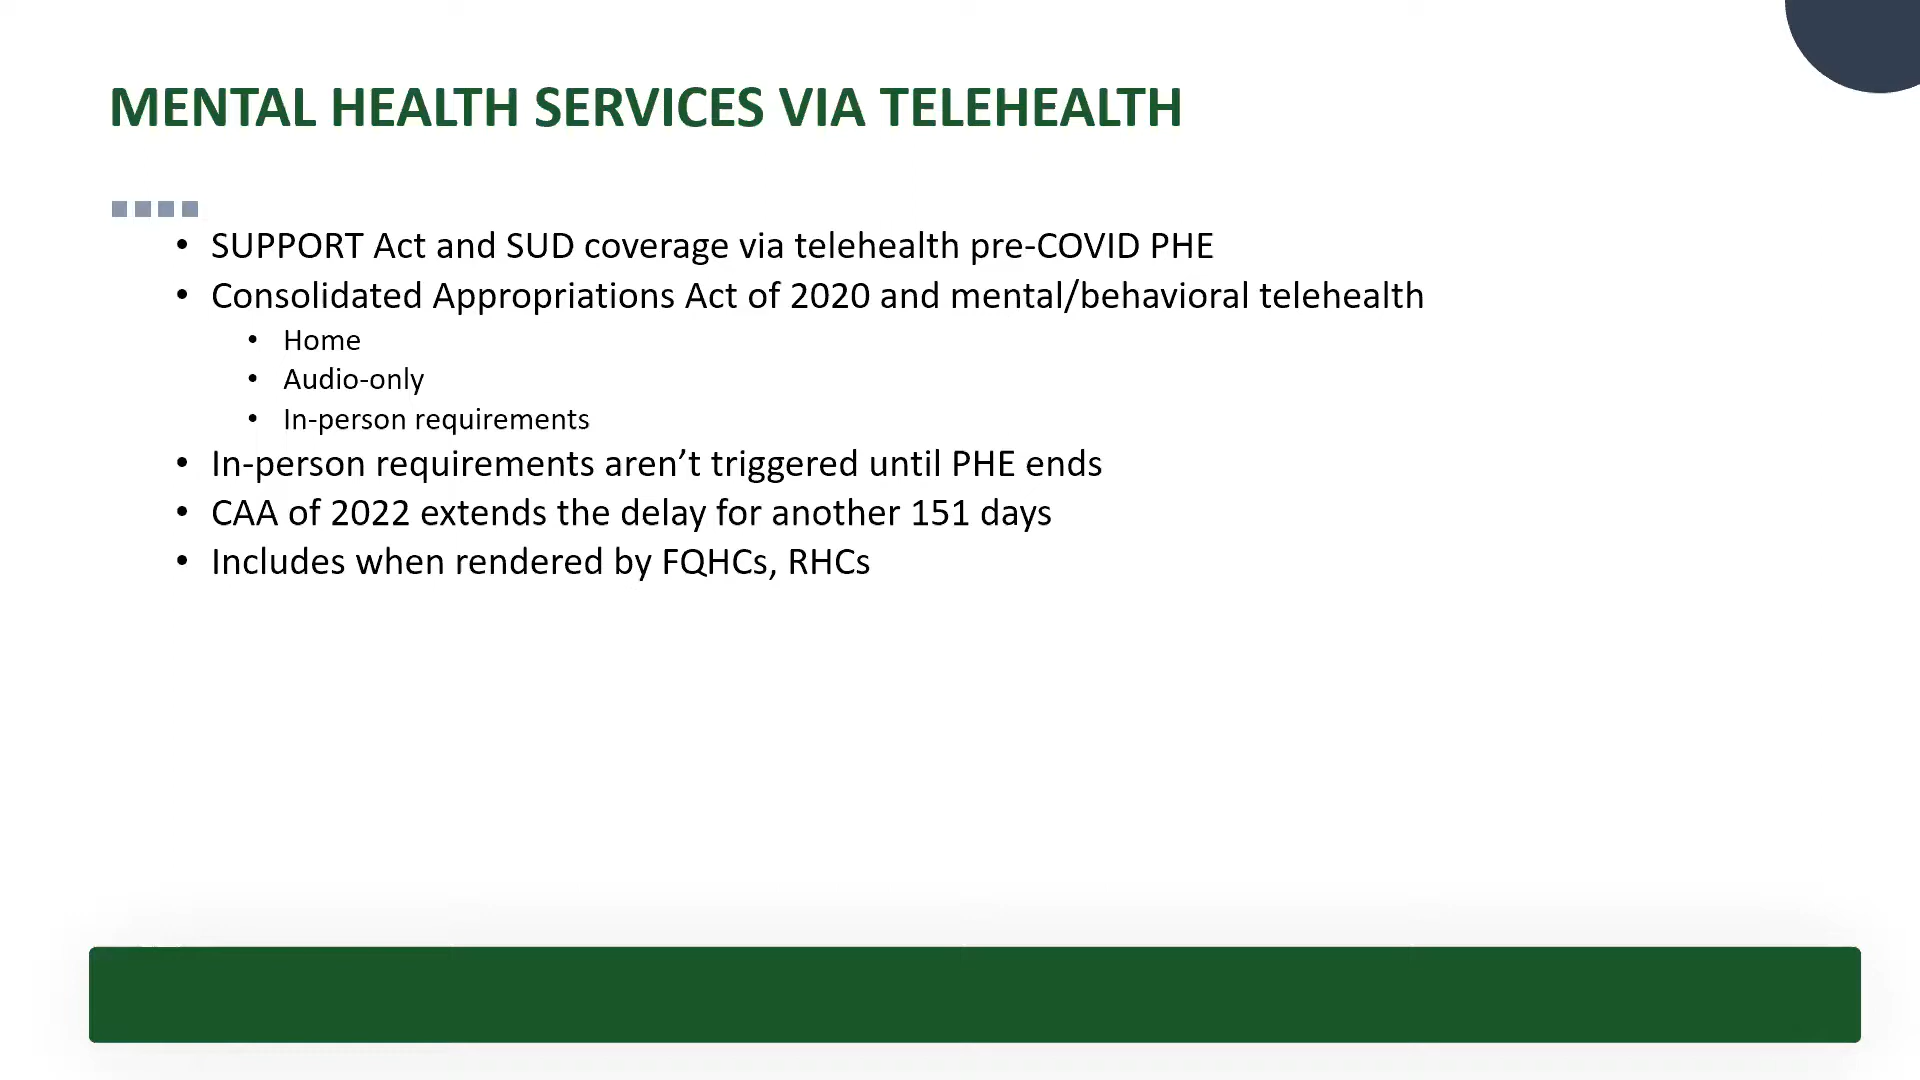 MENTAL HEALTH SERVICES VIA TELEHEALTH
• SUPPORT Act and SUD coverage via telehealth pre-COVID PHE
• Consolidated Appropriations Act of 2020 and mental/behavioral telehealth
• Home
• Audio-only
• In-person requirements
• In-person requirements aren’t triggered until PHE ends
• CAA of 2022 extends the delay for another 151 days
• Includes when rendered by FQHCs, RHCs